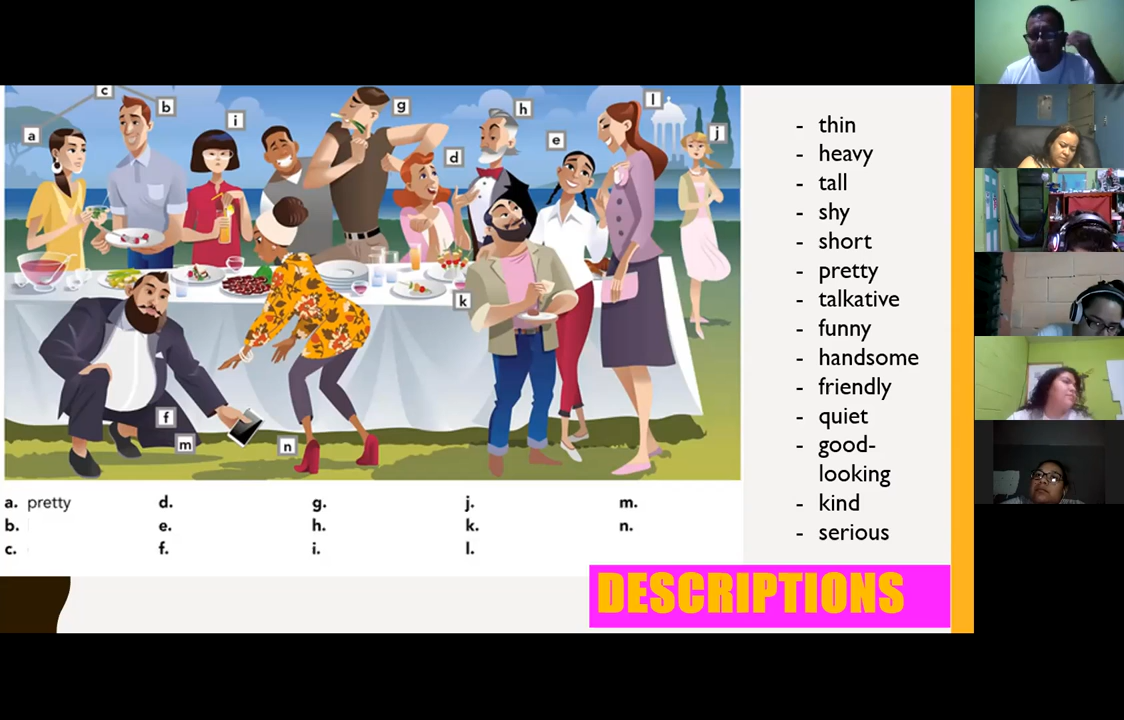 c
b
g
l
h
i
a
j
e
d
k
f
m
n
a. pretty
d.
g.
j.
m.
b.
e.
h.
k.
n.
c.
f.
i.
l.
- thin
- heavy
- tall
- shy
- short
- pretty
- talkative
- funny
- handsome
- friendly
- quiet
- good-
looking
- kind
- serious
DESCRIPTIONS